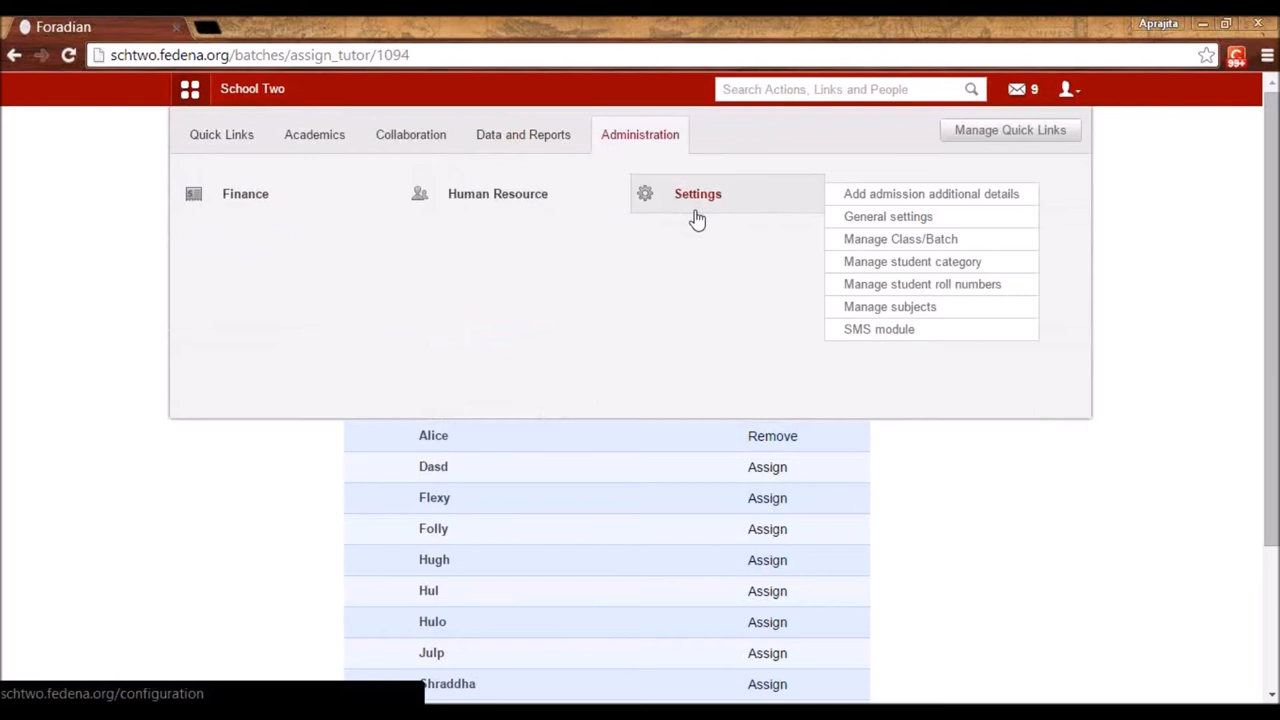 Foradian
Aprajita
schtwo.fedena.org/batches/assign_tutor/1094
99+
School Two
Search Actions, Links and People
9
Quick Links
Academics
Collaboration
Data and Reports
Administration
Manage Quick Links
Finance
Human Resource
Settings
Add admission additional details
General settings
Manage Class/Batch
Manage student category
Manage student roll numbers
Manage subjects
SMS module
Alice Remove
Dasd Assign
Flexy Assign
Folly Assign
Hugh Assign
Hul Assign
Hulo Assign
Julp Assign
Shraddha Assign
schtwo.fedena.org/configuration